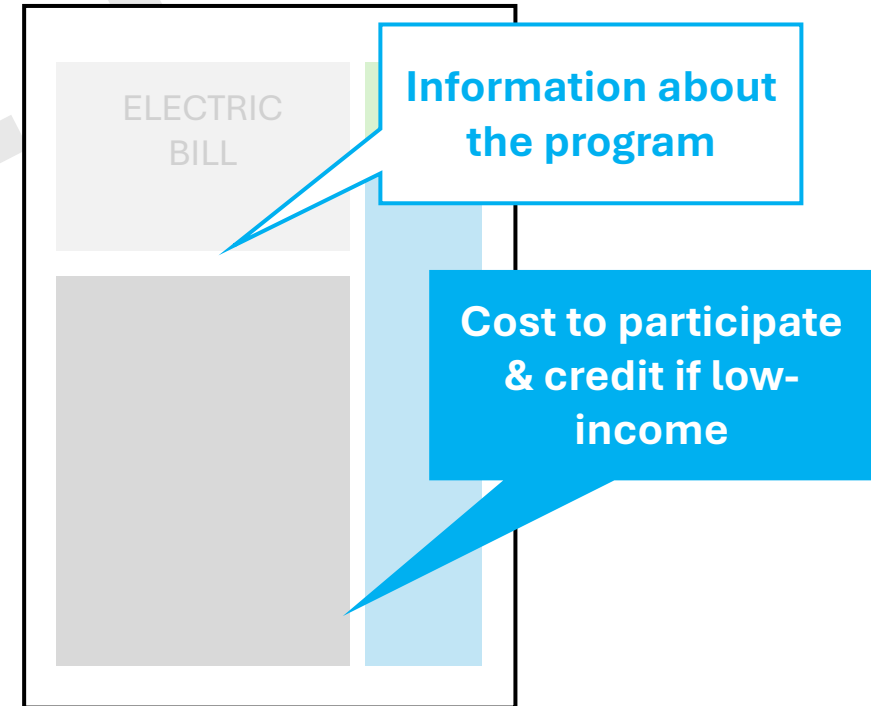 ELECTRIC
BILL
Information about
the program
Cost to participate
& credit if low-
income